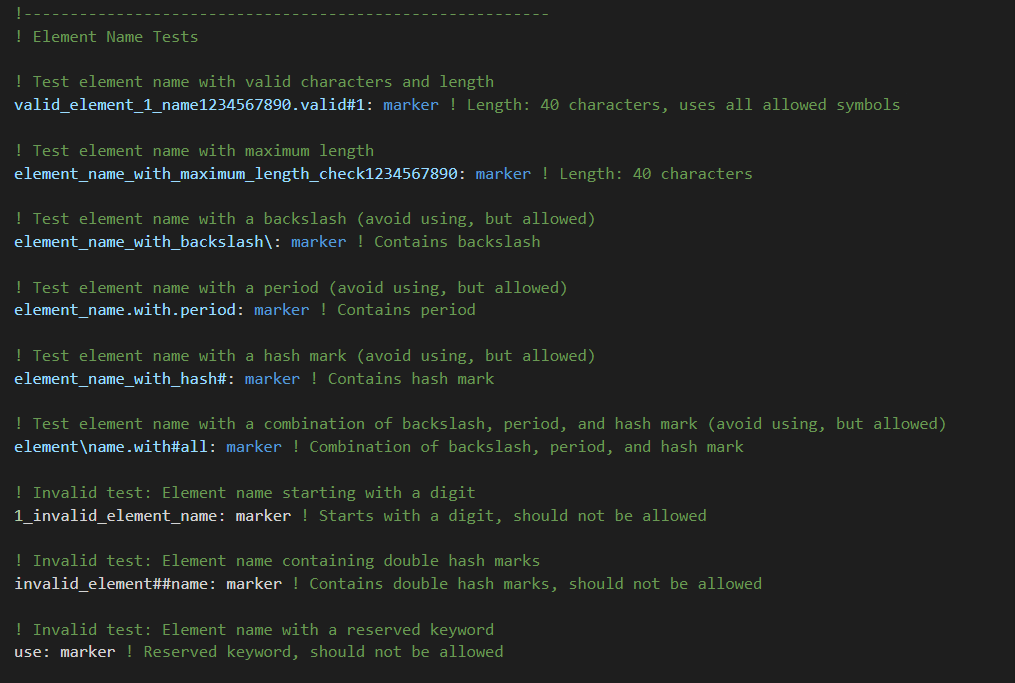 !---------------------------------------------------------
! Element Name Tests
! Test element name with valid characters and length
valid_element_1_name1234567890.valid#1: marker ! Length: 40 characters, uses all allowed symbols
! Test element name with maximum length
element_name_with_maximum_length_check1234567890: marker ! Length: 40 characters
! Test element name with a backslash (avoid using, but allowed)
element_name_with_backslash\: marker ! Contains backslash
! Test element name with a period (avoid using, but allowed)
element_name.with.period: marker ! Contains period
! Test element name with a hash mark (avoid using, but allowed)
element_name_with_hash#: marker ! Contains hash mark
! Test element name with a combination of backslash, period, and hash mark (avoid using, but allowed)
element\name.with#all: marker ! Combination of backslash, period, and hash mark
! Invalid test: Element name starting with a digit
1_invalid_element_name: marker ! Starts with a digit, should not be allowed
! Invalid test: Element name containing double hash marks
invalid_element##name: marker ! Contains double hash marks, should not be allowed
! Invalid test: Element name with a reserved keyword
use: marker ! Reserved keyword, should not be allowed